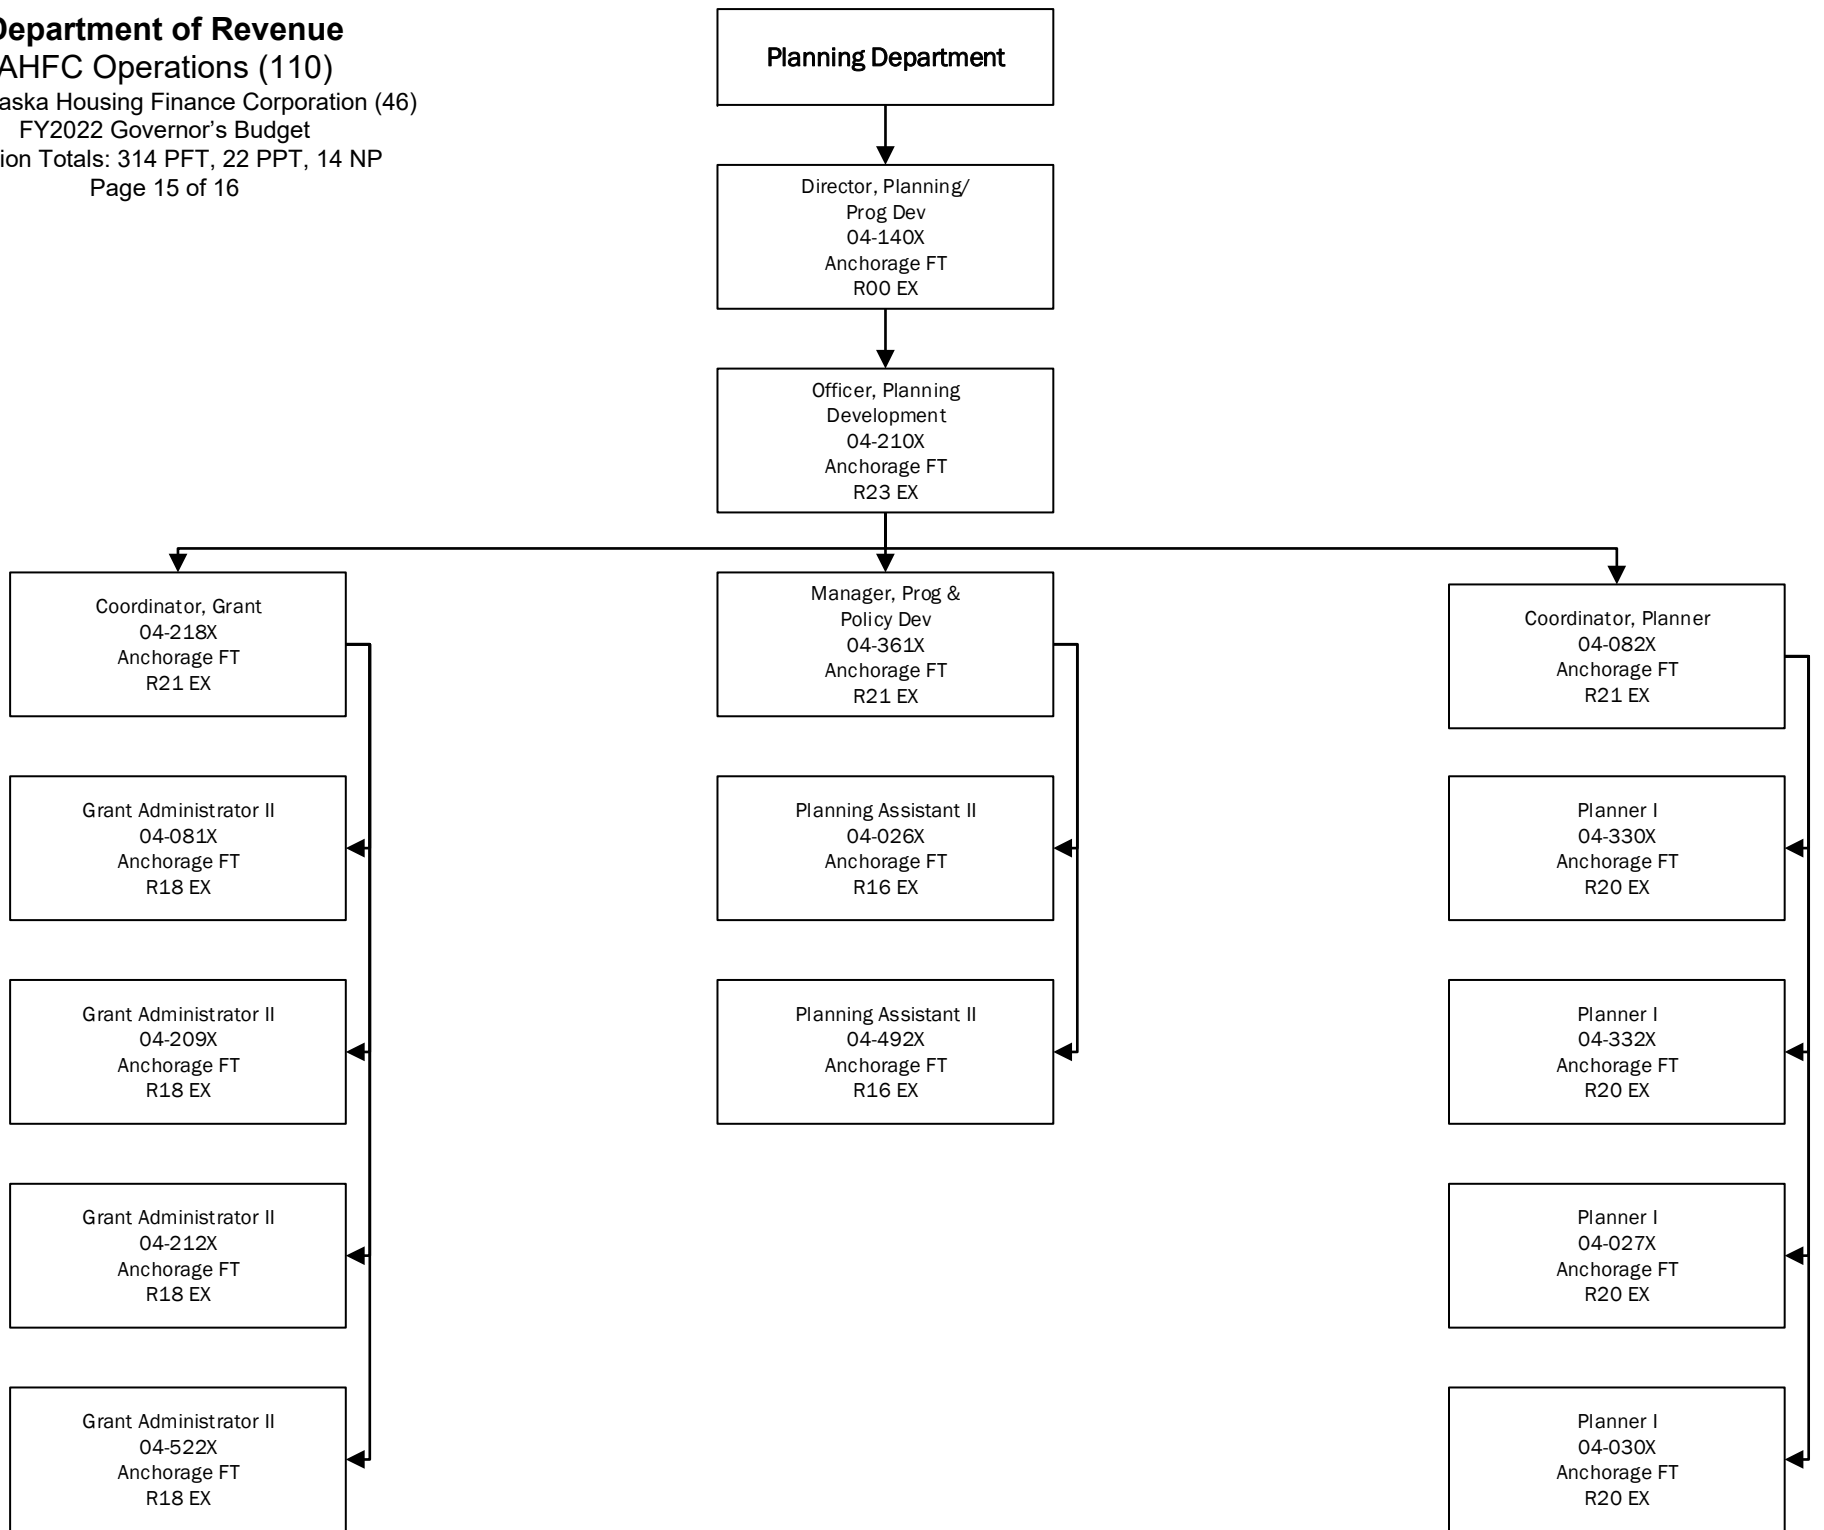 Department of Revenue
AHFC Operations (110)
aska Housing Finance Corporation (46)
FY2022 Governor's Budget
ion Totals: 314 PFT, 22 PPT, 14 NP
Page 15 of 16
Planning Department
Director, Planning/
Prog Dev
04-140X
Anchorage FT
R00 EX
Officer, Planning
Development
04-210X
Anchorage FT
R23 EX
Coordinator, Grant
04-218X
Anchorage FT
R21 EX
Manager, Prog &
Policy Dev
04-361X
Anchorage FT
R21 EX
Coordinator, Planner
04-082X
Anchorage FT
R21 EX
Grant Administrator II
04-081X
Anchorage FT
R18 EX
Planning Assistant II
04-026X
Anchorage FT
R16 EX
Planner I
04-330X
Anchorage FT
R20 EX
Grant Administrator II
04-209X
Anchorage FT
R18 EX
Planning Assistant II
04-492X
Anchorage FT
R16 EX
Planner I
04-332X
Anchorage FT
R20 EX
Grant Administrator II
04-212X
Anchorage FT
R18 EX
Planner I
04-027X
Anchorage FT
R20 EX
Grant Administrator II
04-522X
Anchorage FT
R18 EX
Planner I
04-030X
Anchorage FT
R20 EX